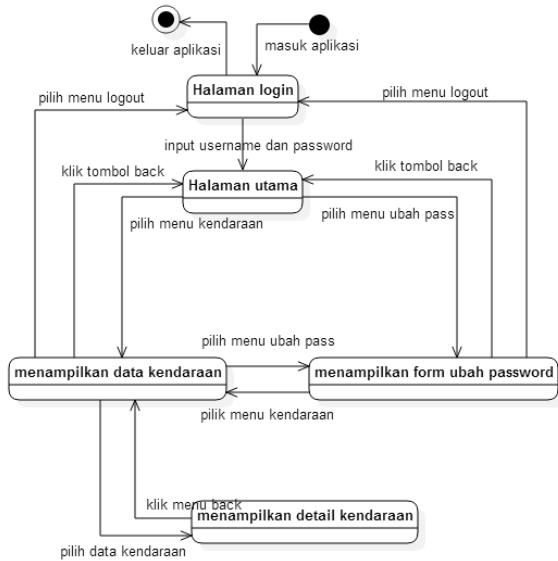 keluar aplikasi
masuk aplikasi
Halaman login
pilih menu logout
pilih menu logout
input username dan password
klik tombol back
klik tombol back
Halaman utama
pilih menu kendaraan
pilih menu ubah pass
pilih menu ubah pass
menampilkan data kendaraan
menampilkan form ubah password
pilik menu kendaraan
klik menu back
menampilkan detail kendaraan
pilih data kendaraan